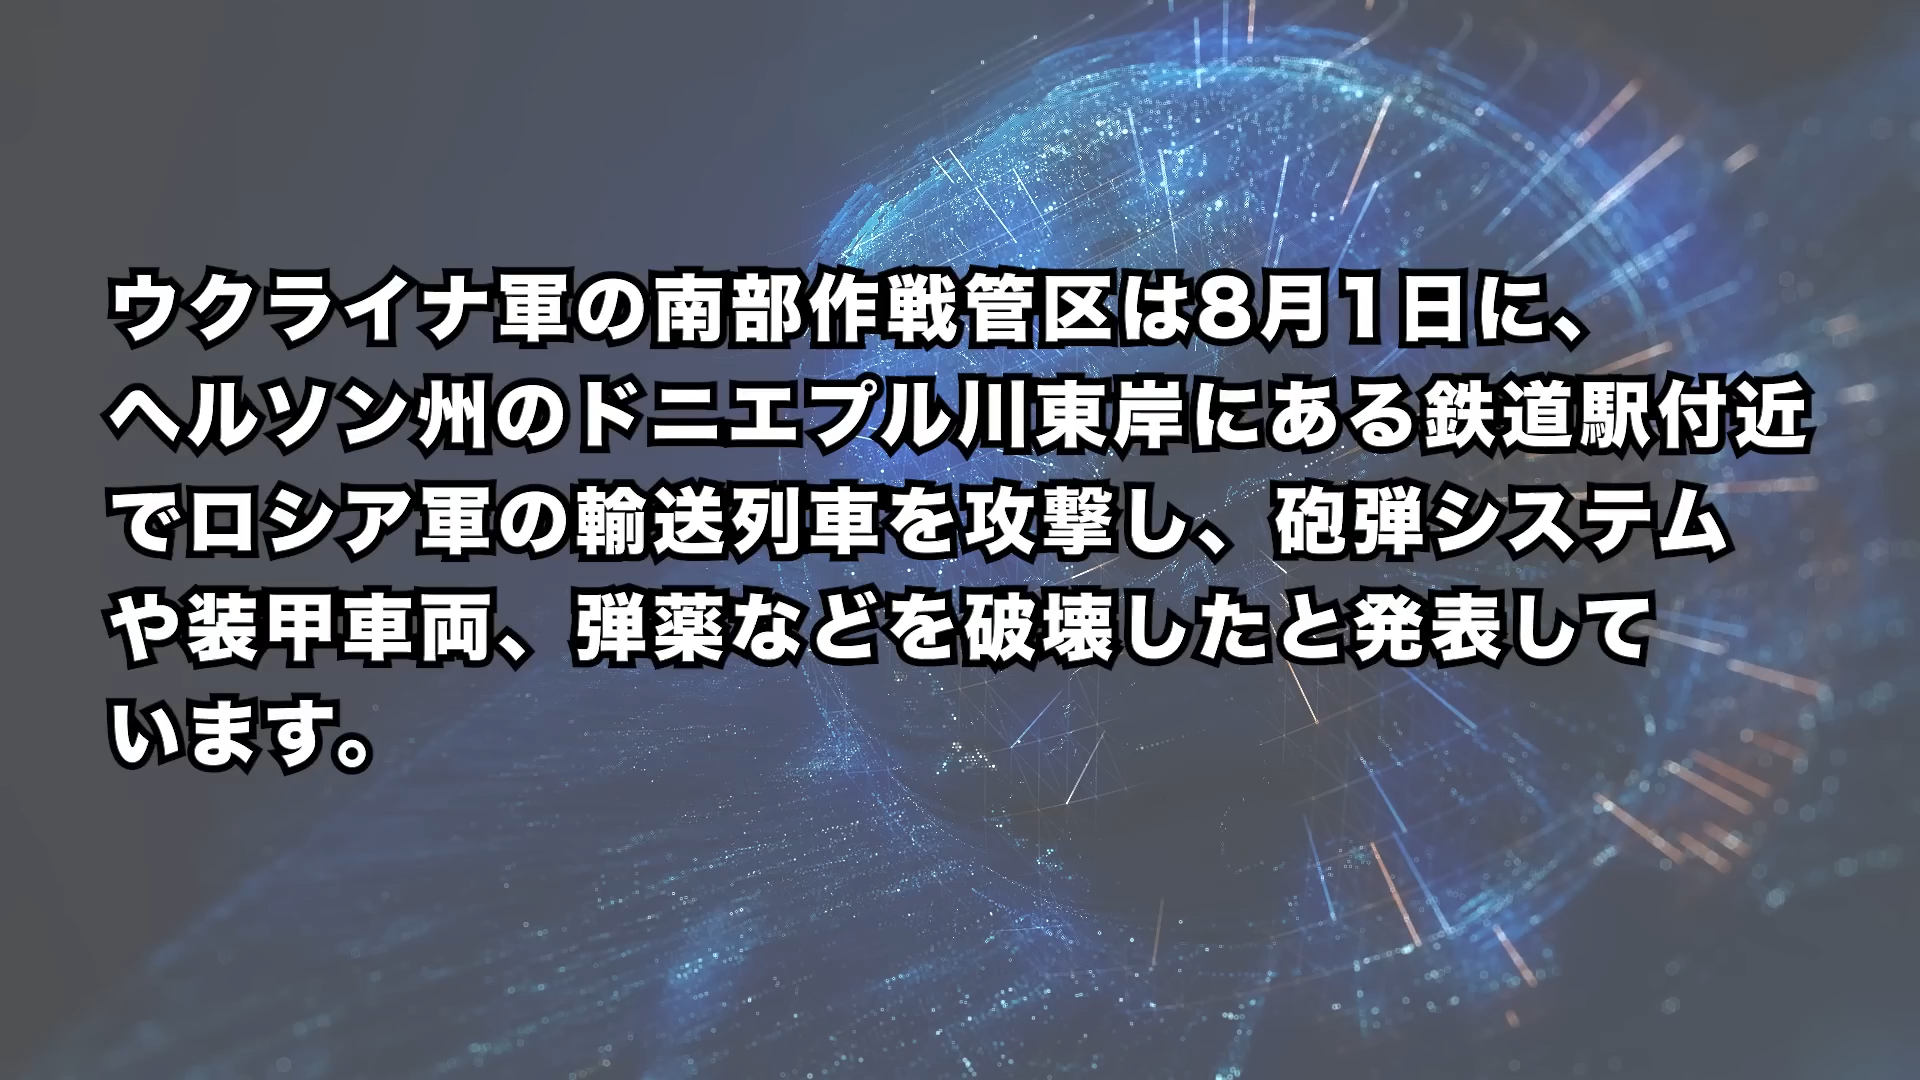 ウクライナ軍の南部作戦管区は8月1日に、
ヘルソン州のドニエプル川東岸にある鉄道駅付近
でロシア軍の輸送列車を攻撃し、砲弾システム
や装甲車両、弾薬などを破壊したと発表して
います。